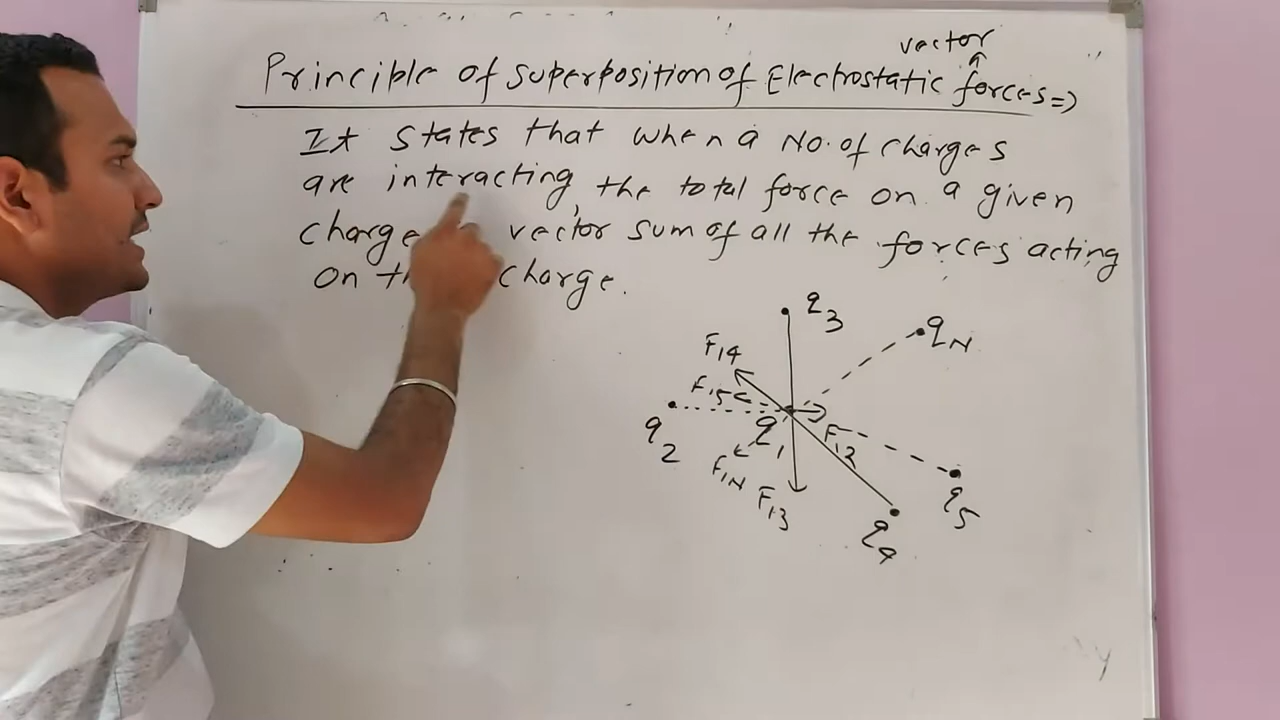 vector
Principle of Superposition of Electrostatic forces=>
It States that when a No. of charges
are interacting, the total force on a given
charge vector sum of all the forces acting
on charge.
q3
qN
F14
F15
q2
q1
F12
F1N
F13
q5
q4